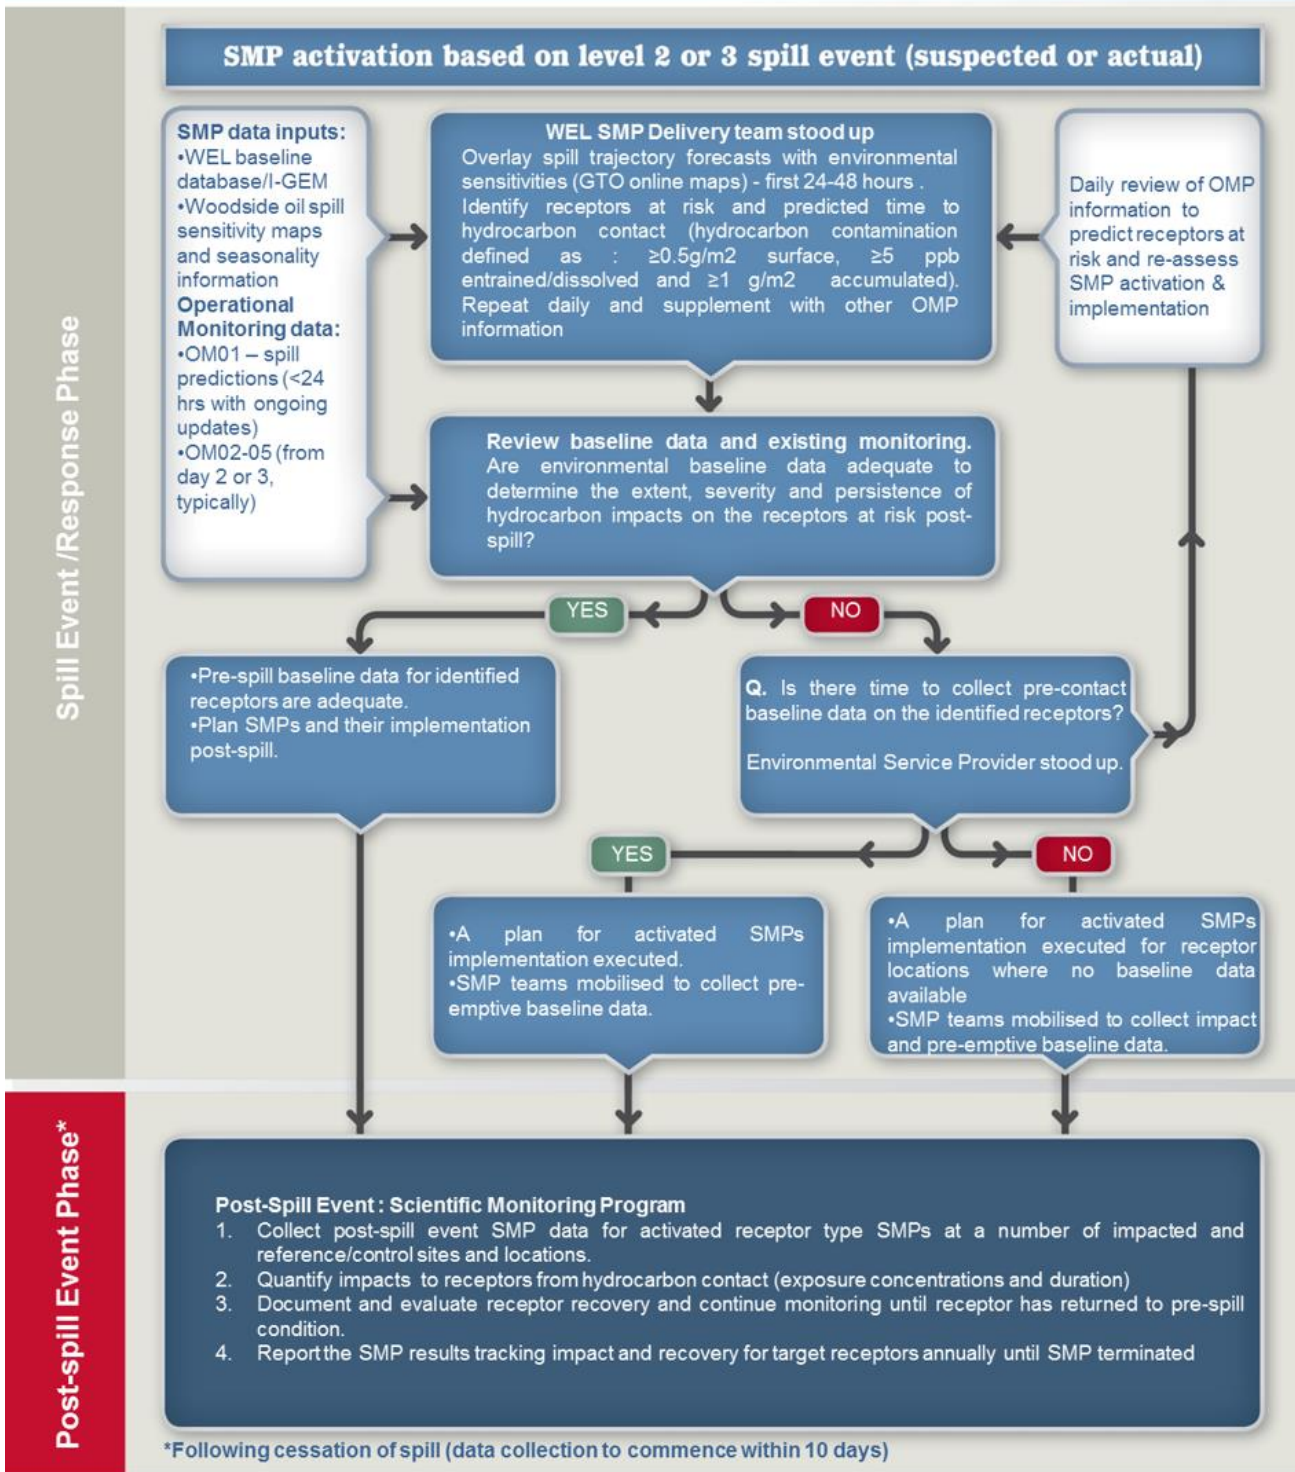 SMP activation based on level 2 or 3 spill event (suspected or actual)
Spill Event /Response Phase
SMP data inputs:
•WEL baseline
database/I-GEM
•Woodside oil spill
sensitivity maps
and seasonality
information
Operational
Monitoring data:
•OM01 – spill
predictions (<24
hrs with ongoing
updates)
•OM02-05 (from
day 2 or 3,
typically)
WEL SMP Delivery team stood up
Overlay spill trajectory forecasts with environmental
sensitivities (GTO online maps) - first 24-48 hours .
Identify receptors at risk and predicted time to
hydrocarbon contact (hydrocarbon contamination
defined as : ≥0.5g/m2 surface, ≥5 ppb
entrained/dissolved and ≥1 g/m2 accumulated).
Repeat daily and supplement with other OMP
information
Daily review of OMP
information to
predict receptors at
risk and re-assess
SMP activation &
implementation
Review baseline data and existing monitoring.
Are environmental baseline data adequate to
determine the extent, severity and persistence of
hydrocarbon impacts on the receptors at risk post-
spill?
YES
NO
•Pre-spill baseline data for identified
receptors are adequate.
•Plan SMPs and their implementation
post-spill.
Q. Is there time to collect pre-contact
baseline data on the identified receptors?
Environmental Service Provider stood up.
YES
NO
•A plan for activated SMPs
implementation executed.
•SMP teams mobilised to collect pre-
emptive baseline data.
•A plan for activated SMPs
implementation executed for receptor
locations where no baseline data
available
•SMP teams mobilised to collect impact
and pre-emptive baseline data.
Post-spill Event Phase*
Post-Spill Event : Scientific Monitoring Program
1. Collect post-spill event SMP data for activated receptor type SMPs at a number of impacted and
reference/control sites and locations.
2. Quantify impacts to receptors from hydrocarbon contact (exposure concentrations and duration)
3. Document and evaluate receptor recovery and continue monitoring until receptor has returned to pre-spill
condition.
4. Report the SMP results tracking impact and recovery for target receptors annually until SMP terminated
*Following cessation of spill (data collection to commence within 10 days)